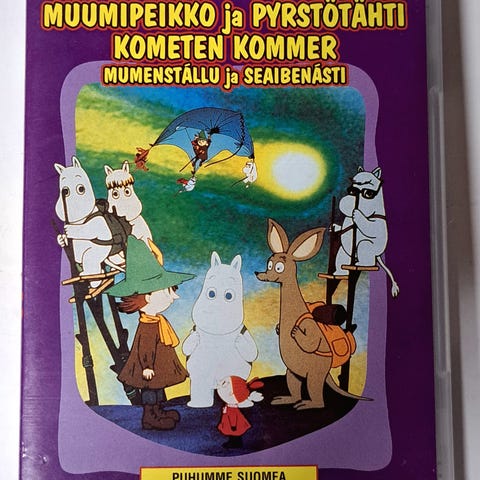 MUUMIPEIKKO ja PYRSTÖTÄHTI
KOMETEN KOMMER
MUMENSTÁLLU ja SEAIBENÁSTI
PUHUMME SUOMEA